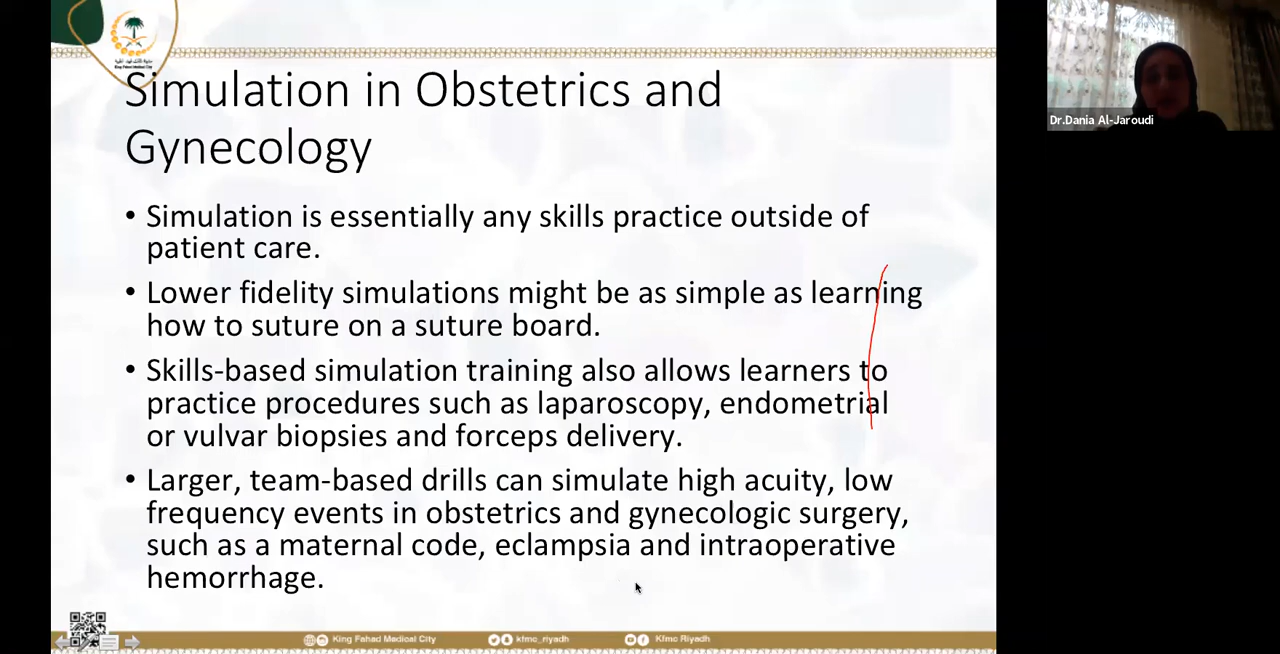 King Fahad Medical City
Simulation in Obstetrics and
Gynecology
• Simulation is essentially any skills practice outside of
patient care.
• Lower fidelity simulations might be as simple as learning
how to suture on a suture board.
• Skills-based simulation training also allows learners to
practice procedures such as laparoscopy, endometrial
or vulvar biopsies and forceps delivery.
• Larger, team-based drills can simulate high acuity, low
frequency events in obstetrics and gynecologic surgery,
such as a maternal code, eclampsia and intraoperative
hemorrhage.
King Fahad Medical City
kfmc_riyadh
Kfmc Riyadh
Dr.Dania Al-Jaroudi